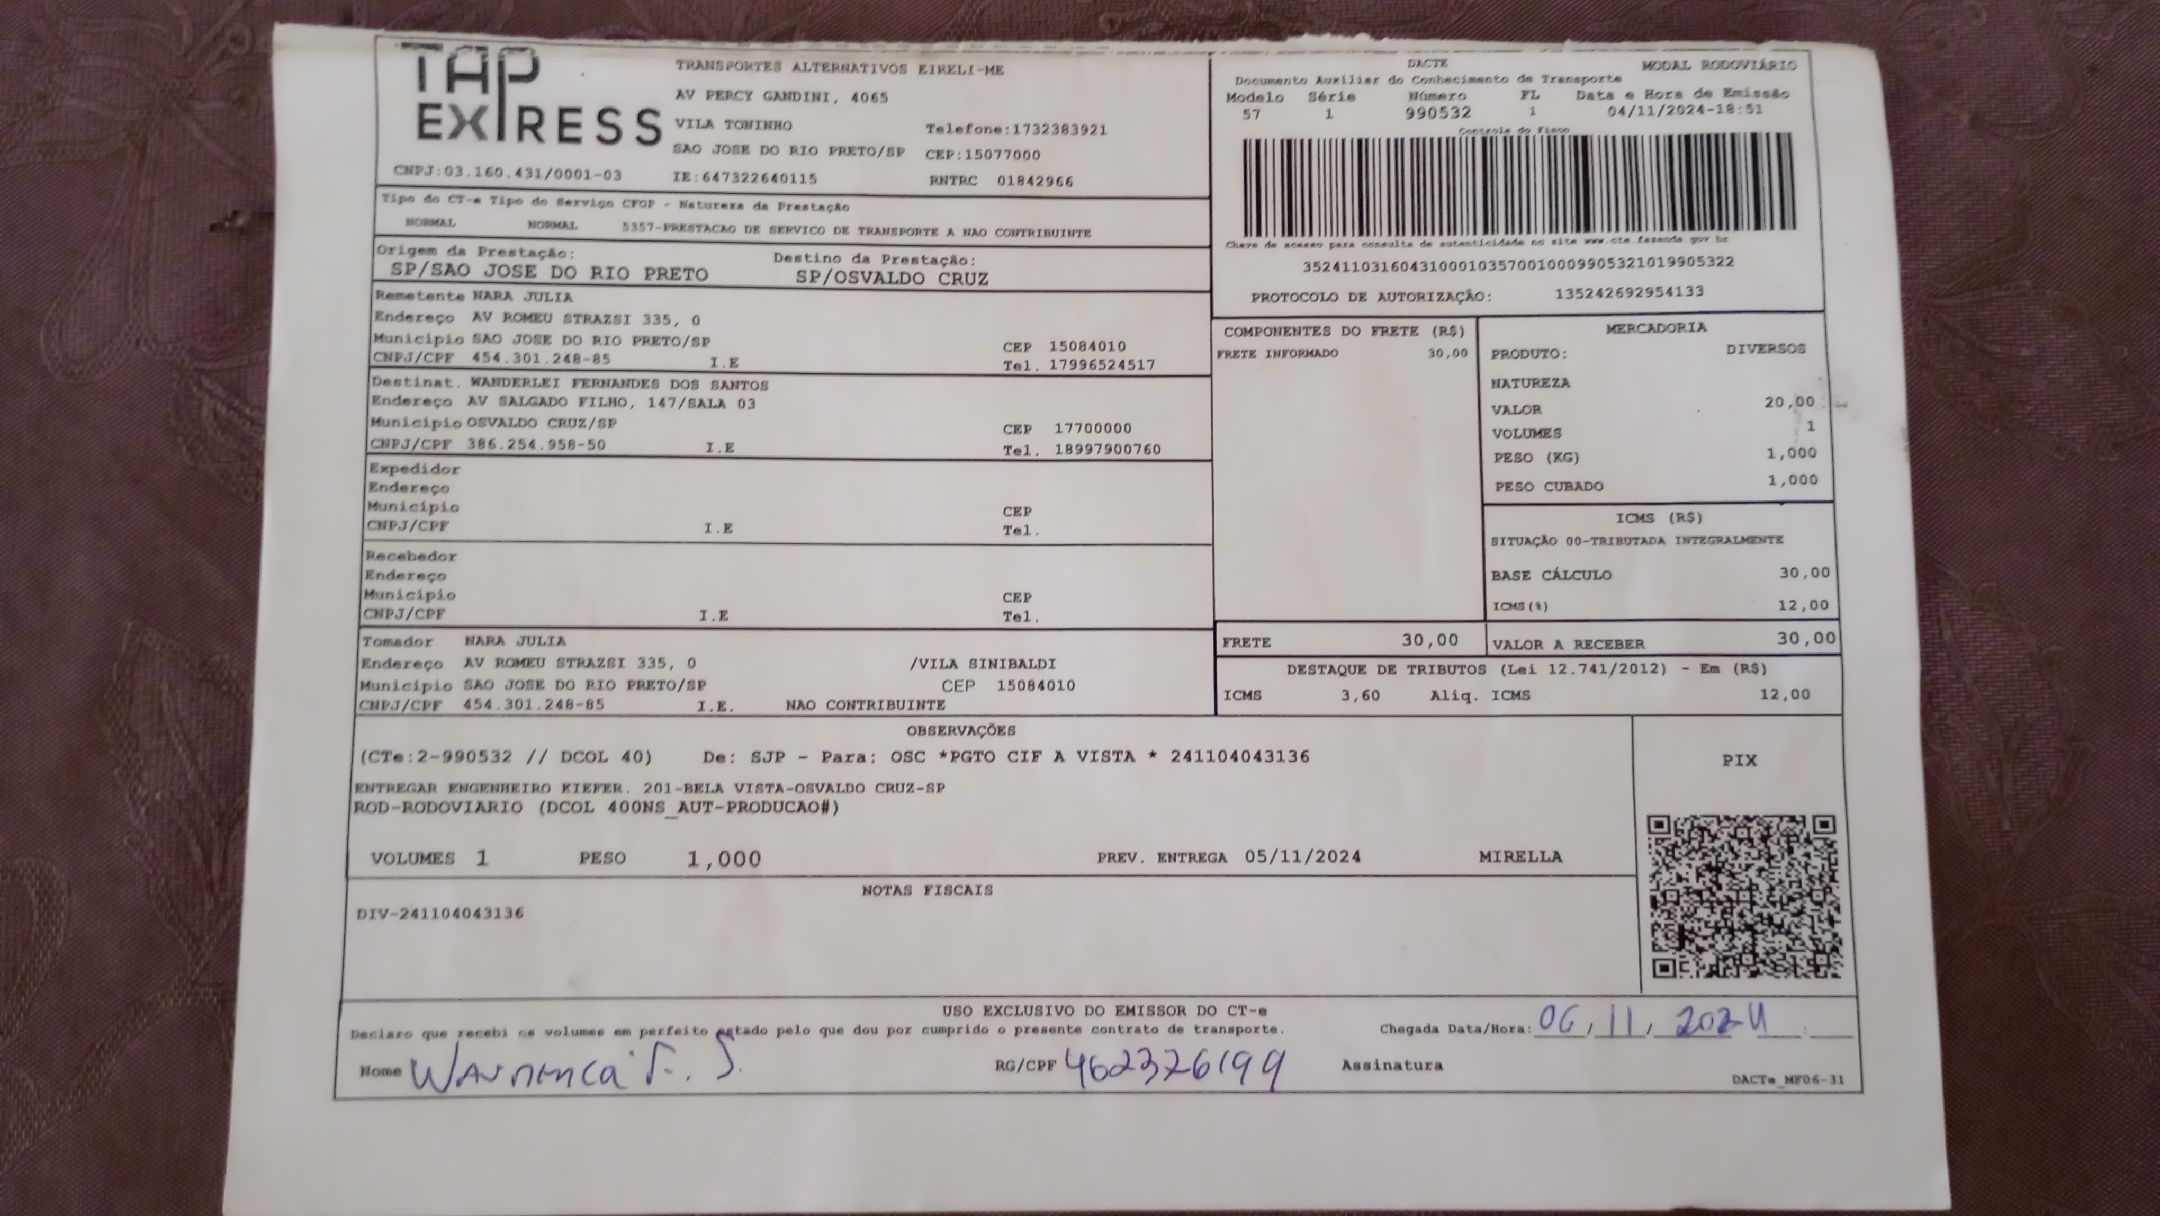 TAP
EXPRESS
TRANSPORTES ALTERNATIVOS EIRELI-ME
AV PERCY GANDINI, 4065
VILA TONINHO Telefone:1732383921
SAO JOSE DO RIO PRETO/SP CEP:15077000
CNPJ:03.160.431/0001-03 IE:647322640115 RNTRC 01842966
DACTE MODAL RODOVIÁRIO
Documento Auxiliar do Conhecimento de Transporte
Modelo Série Número FL Data e Hora de Emissão
57 1 990532 1 04/11/2024-18:51
Controle do Fisco
Chave de acesso para consulta de autenticidade no site www.cte.fazenda gov br
35241103160431000103570010009905321019905322
PROTOCOLO DE AUTORIZAÇÃO: 135242692954133
Tipo do CT-e Tipo do Serviço CFOP - Natureza da Prestação
NORMAL NORMAL 5357-PRESTACAO DE SERVICO DE TRANSPORTE A NAO CONTRIBUINTE
Origem da Prestação: Destino da Prestação:
SP/SAO JOSE DO RIO PRETO SP/OSVALDO CRUZ
Remetente NARA JULIA
Endereço AV ROMEU STRAZSI 335, 0
Município SAO JOSE DO RIO PRETO/SP CEP 15084010
CNPJ/CPF 454.301.248-85 I.E Tel. 17996524517
Destinat. WANDERLEI FERNANDES DOS SANTOS
Endereço AV SALGADO FILHO, 147/SALA 03
Município OSVALDO CRUZ/SP CEP 17700000
CNPJ/CPF 386.254.958-50 I.E Tel. 18997900760
Expedidor
Endereço
Município CEP
CNPJ/CPF I.E Tel.
Recebedor
Endereço
Município CEP
CNPJ/CPF I.E Tel.
Tomador NARA JULIA
Endereço AV ROMEU STRAZSI 335, 0 /VILA SINIBALDI
Município SAO JOSE DO RIO PRETO/SP CEP 15084010
CNPJ/CPF 454.301.248-85 I.E. NAO CONTRIBUINTE
COMPONENTES DO FRETE (R$)
FRETE INFORMADO 30,00
MERCADORIA
PRODUTO: DIVERSOS
NATUREZA
VALOR 20,00
VOLUMES 1
PESO (KG) 1,000
PESO CUBADO 1,000
ICMS (R$)
SITUAÇÃO 00-TRIBUTADA INTEGRALMENTE
BASE CÁLCULO 30,00
ICMS(%) 12,00
FRETE 30,00 VALOR A RECEBER 30,00
DESTAQUE DE TRIBUTOS (Lei 12.741/2012) - Em (R$)
ICMS 3,60 Aliq. ICMS 12,00
OBSERVAÇÕES
(CTe:2-990532 // DCOL 40) De: SJP - Para: OSC *PGTO CIF A VISTA * 241104043136
ENTREGAR ENGENHEIRO KIEFER. 201-BELA VISTA-OSVALDO CRUZ-SP
ROD-RODOVIARIO (DCOL 400NS_AUT-PRODUCAO#)
VOLUMES 1 PESO 1,000 PREV. ENTREGA 05/11/2024 MIRELLA
PIX
NOTAS FISCAIS
DIV-241104043136
USO EXCLUSIVO DO EMISSOR DO CT-e
Declaro que recebi os volumes em perfeito estado pelo que dou por cumprido o presente contrato de transporte. Chegada Data/Hora: 06/11/2024 :
Nome F. S. RG/CPF 462326199 Assinatura
DACTe_MF06-31